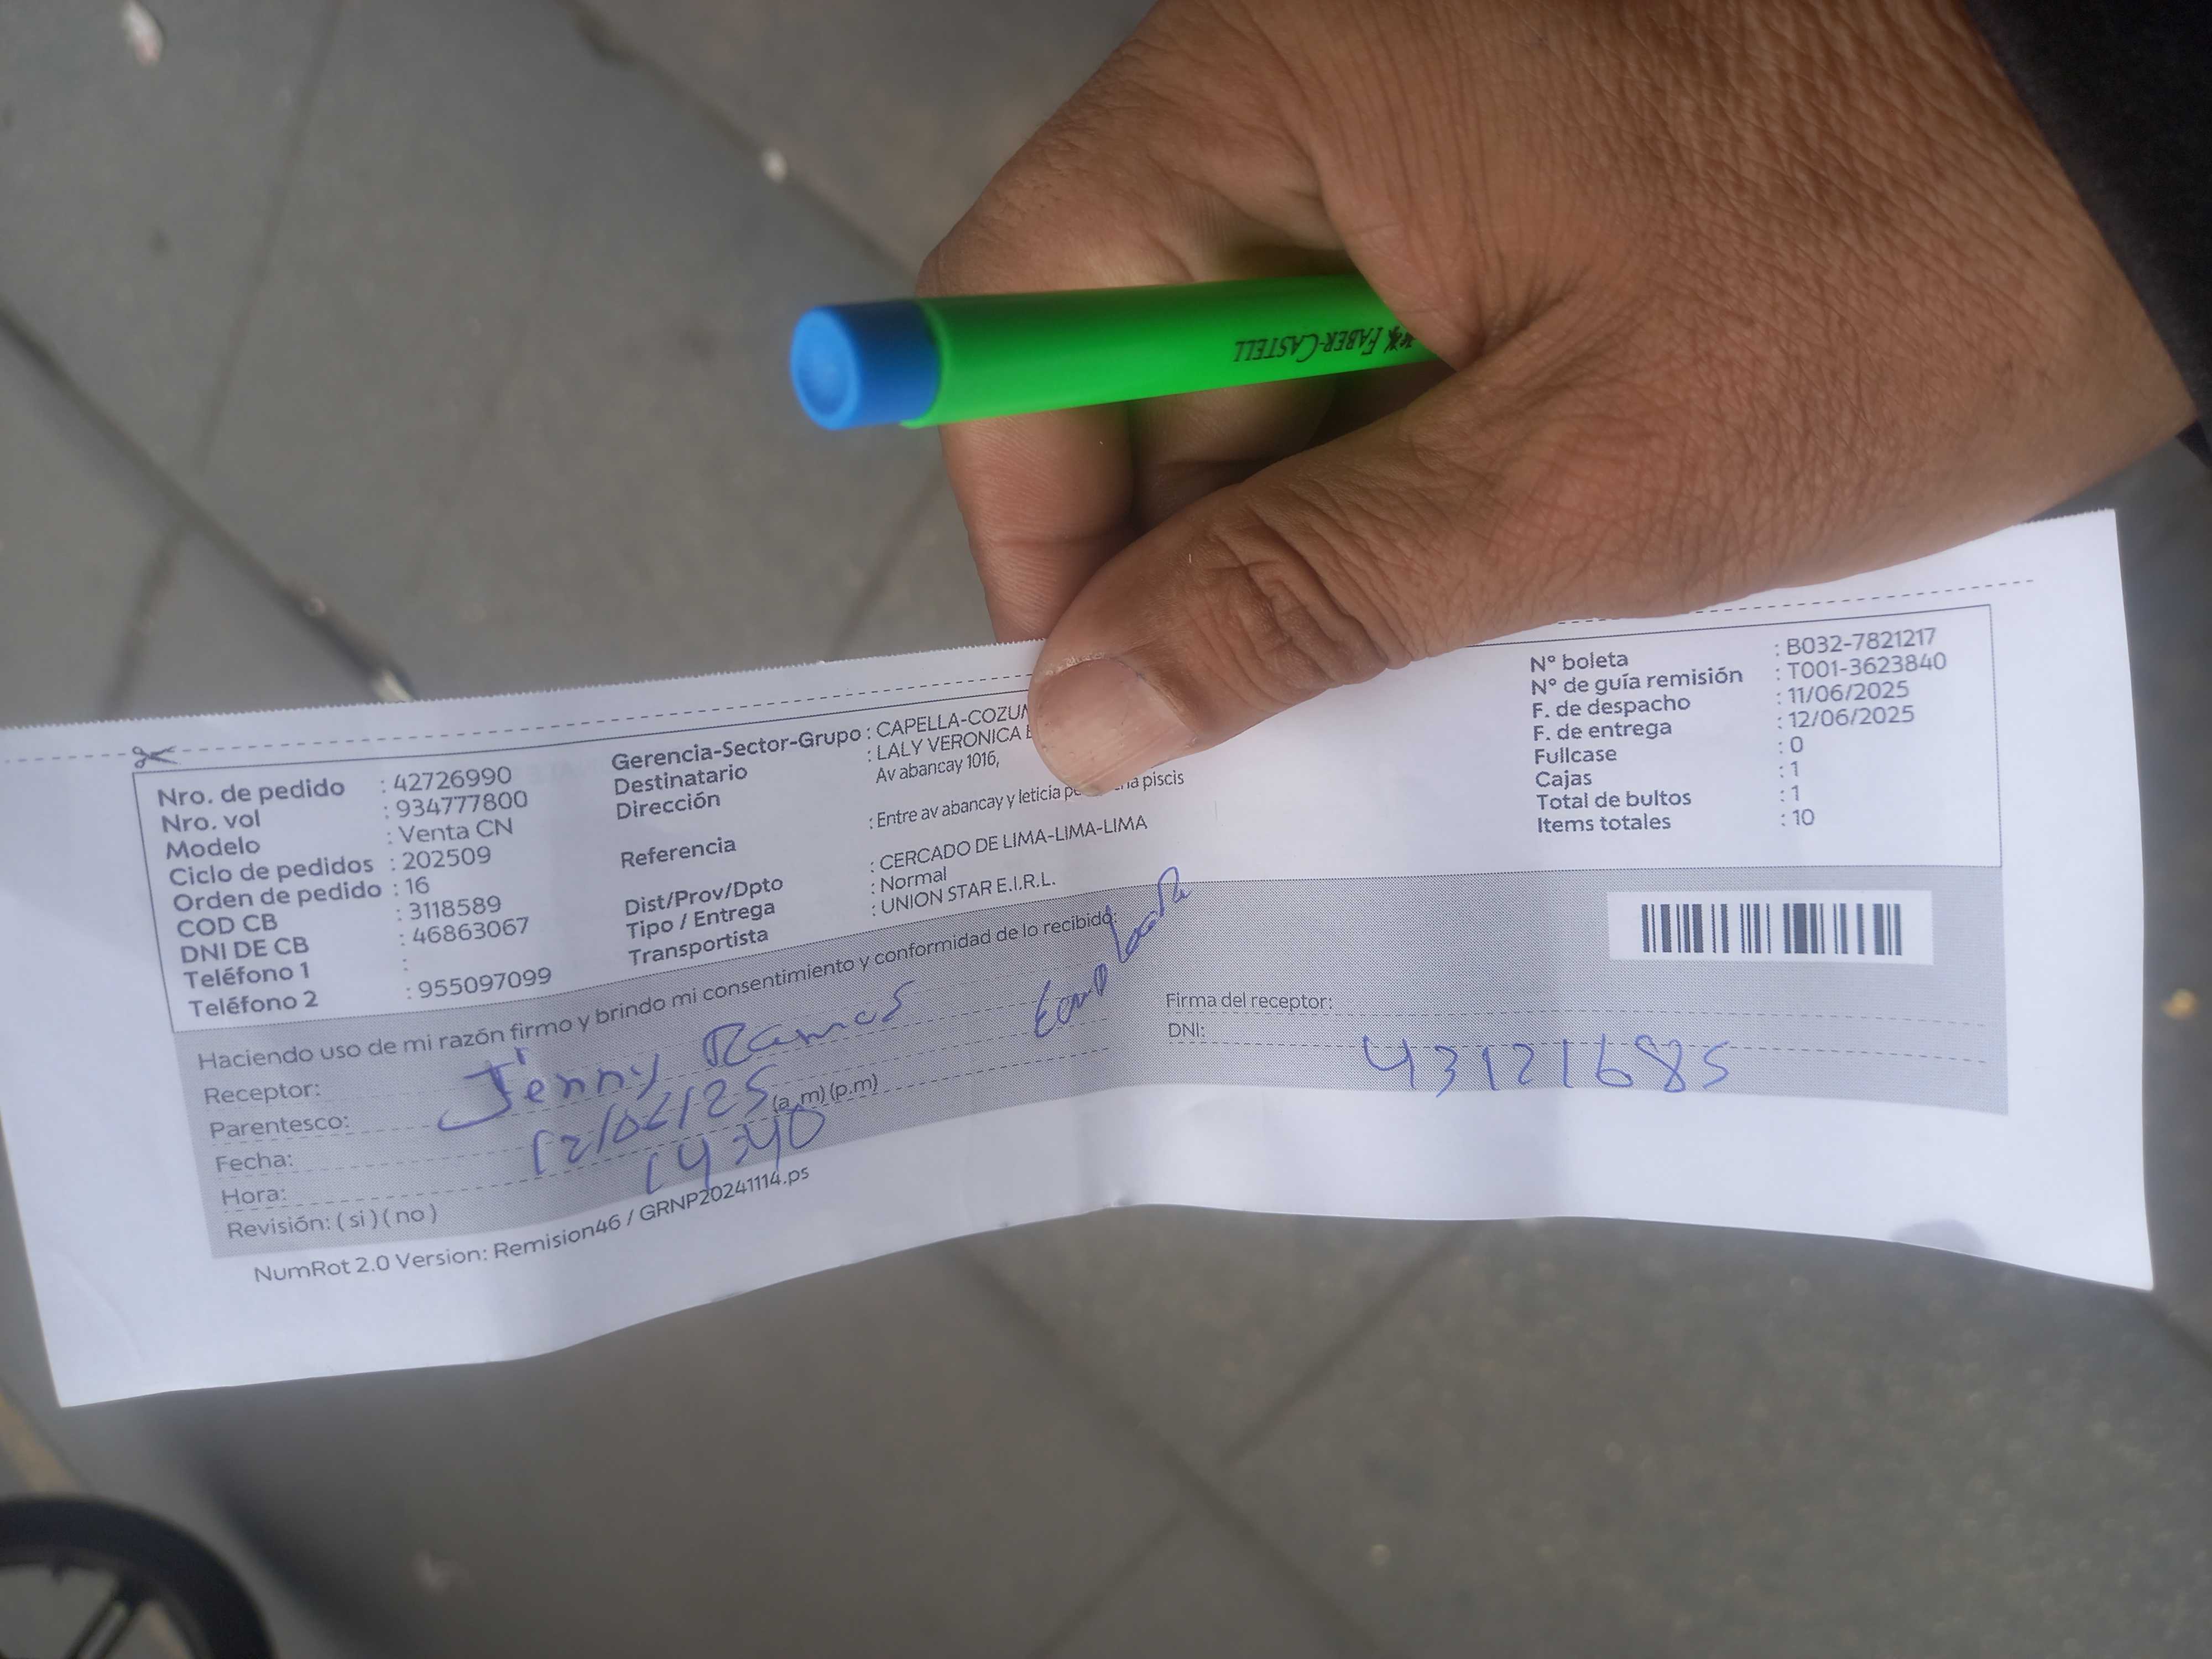 FABER-CASTELL
Nro. de pedido : 42726990
Nro. vol : 934777800
Modelo : Venta CN
Ciclo de pedidos : 202509
Orden de pedido : 16
COD CB : 3118589
DNI DE CB : 46863067
Teléfono 1 :
Teléfono 2 : 955097099
Gerencia-Sector-Grupo : CAPELLA-
Destinatario : LALY VERONICA
Dirección Av abancay 1016,
Referencia : Entre av abancay y leticia piscis
Dist/Prov/Dpto : CERCADO DE LIMA-LIMA-LIMA
Tipo / Entrega : Normal
Transportista : UNION STAR E.I.R.L.
N° boleta : B032-7821217
N° de guía remisión : T001-3623840
F. de despacho : 11/06/2025
F. de entrega : 12/06/2025
Fullcase : 0
Cajas : 1
Total de bultos : 1
Items totales : 10
Haciendo uso de mi razón firmo y brindo mi consentimiento y conformidad de lo recibido:
Receptor: Jenny Ramos
Parentesco:
Fecha: 12/06/25
Hora: 14:40 (a.m) (p.m)
Revisión: ( si ) ( no )
Firma del receptor:
DNI: 43121685
NumRot 2.0 Version: Remision46 / GRNP20241114.ps